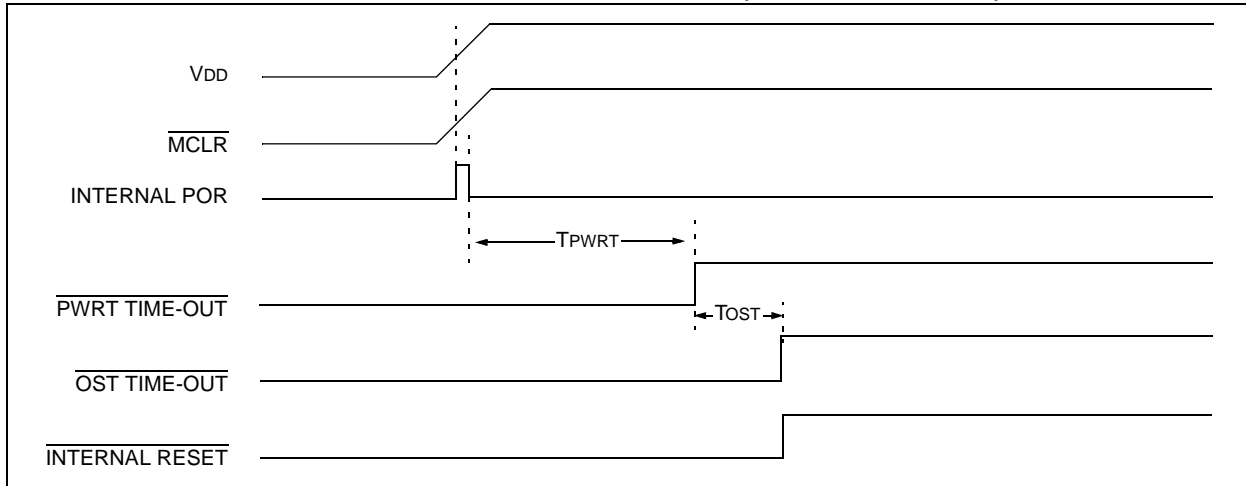 VDD
MCLR
INTERNAL POR
TPWRT
PWRT TIME-OUT
TOST
OST TIME-OUT
INTERNAL RESET